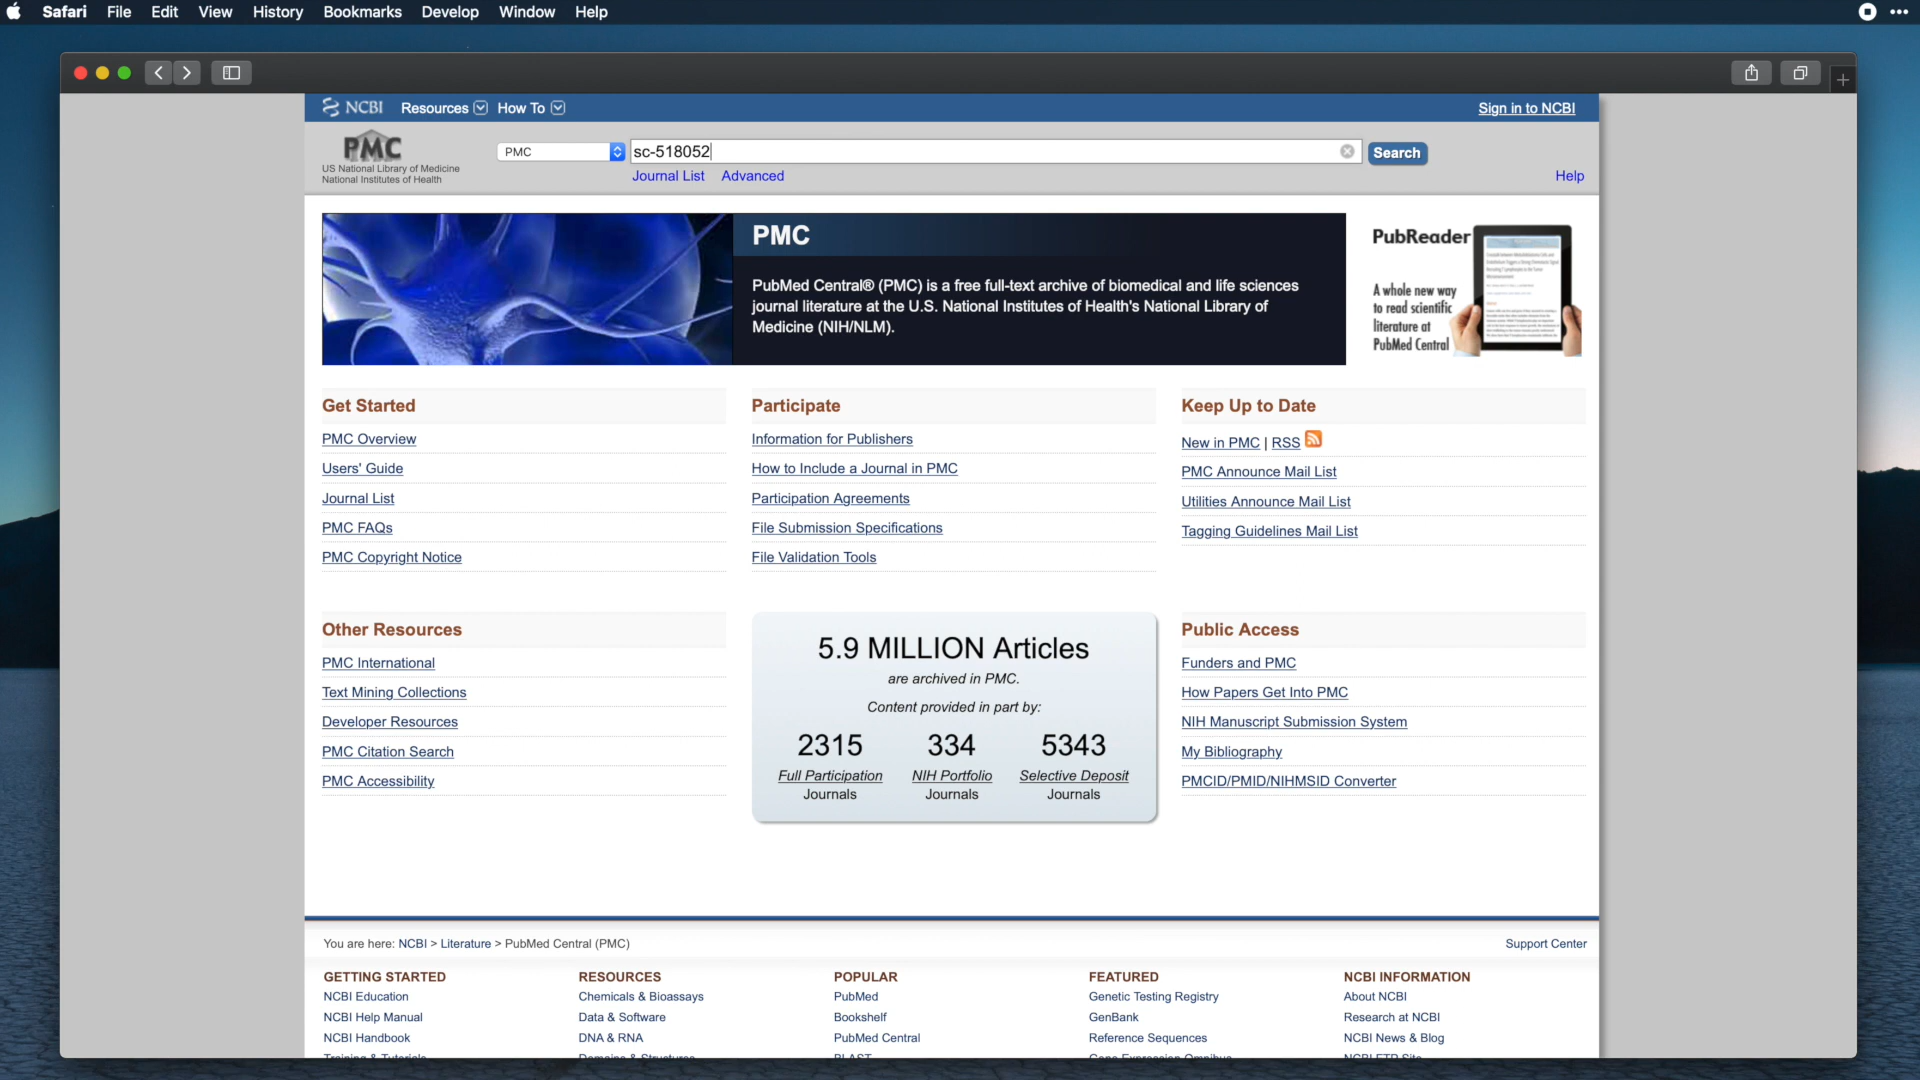 Safari File Edit View History Bookmarks Develop Window Help
NCBI Resources How To Sign in to NCBI
PMC
US National Library of Medicine
National Institutes of Health
PMC sc-518052 Search
Journal List Advanced Help
PMC
PubMed Central® (PMC) is a free full-text archive of biomedical and life sciences
journal literature at the U.S. National Institutes of Health's National Library of
Medicine (NIH/NLM).
PubReader
A whole new way
to read scientific
literature at
PubMed Central
Get Started
PMC Overview
Users' Guide
Journal List
PMC FAQs
PMC Copyright Notice
Participate
Information for Publishers
How to Include a Journal in PMC
Participation Agreements
File Submission Specifications
File Validation Tools
Keep Up to Date
New in PMC | RSS
PMC Announce Mail List
Utilities Announce Mail List
Tagging Guidelines Mail List
Other Resources
PMC International
Text Mining Collections
Developer Resources
PMC Citation Search
PMC Accessibility
5.9 MILLION Articles
are archived in PMC.
Content provided in part by:
2315 334 5343
Full Participation NIH Portfolio Selective Deposit
Journals Journals Journals
Public Access
Funders and PMC
How Papers Get Into PMC
NIH Manuscript Submission System
My Bibliography
PMCID/PMID/NIHMSID Converter
You are here: NCBI > Literature > PubMed Central (PMC) Support Center
GETTING STARTED
NCBI Education
NCBI Help Manual
NCBI Handbook
Training & Tutorials
RESOURCES
Chemicals & Bioassays
Data & Software
DNA & RNA
Domains & Structures
POPULAR
PubMed
Bookshelf
PubMed Central
BLAST
FEATURED
Genetic Testing Registry
GenBank
Reference Sequences
Gene Expression Omnibus
NCBI INFORMATION
About NCBI
Research at NCBI
NCBI News & Blog
NCBI FTP Site